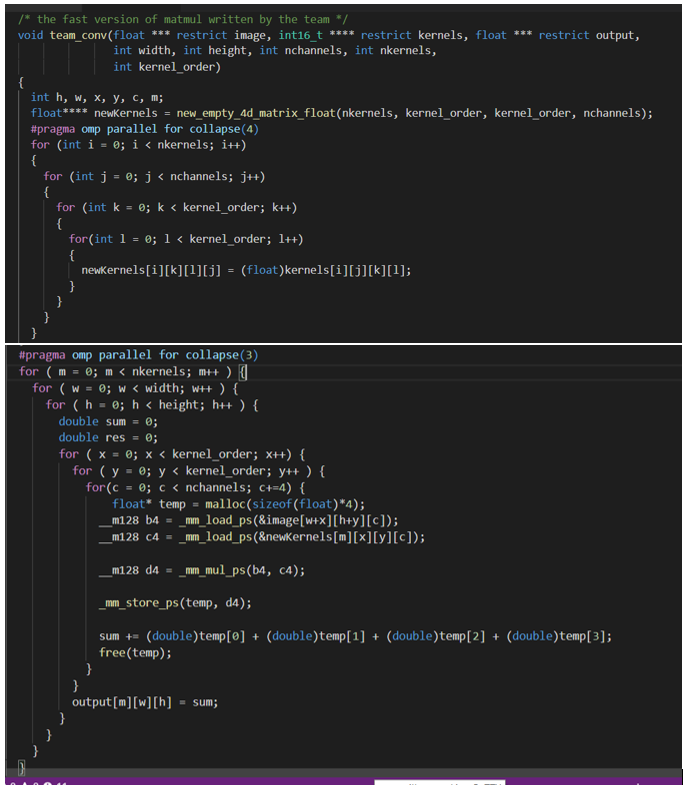 /* the fast version of matmul written by the team */
void team_conv(float *** restrict image, int16_t **** restrict kernels, float *** restrict output,
int width, int height, int nchannels, int nkernels,
int kernel_order)
{
int h, w, x, y, c, m;
float**** newKernels = new_empty_4d_matrix_float(nkernels, kernel_order, kernel_order, nchannels);
#pragma omp parallel for collapse(4)
for (int i = 0; i < nkernels; i++)
{
for (int j = 0; j < nchannels; j++)
{
for (int k = 0; k < kernel_order; k++)
{
for(int l = 0; l < kernel_order; l++)
{
newKernels[i][k][l][j] = (float)kernels[i][j][k][l];
}
}
}
}
#pragma omp parallel for collapse(3)
for ( m = 0; m < nkernels; m++ ) {
for ( w = 0; w < width; w++ ) {
for ( h = 0; h < height; h++ ) {
double sum = 0;
double res = 0;
for ( x = 0; x < kernel_order; x++) {
for ( y = 0; y < kernel_order; y++ ) {
for(c = 0; c < nchannels; c+=4) {
float* temp = malloc(sizeof(float)*4);
__m128 b4 = _mm_load_ps(&image[w+x][h+y][c]);
__m128 c4 = _mm_load_ps(&newKernels[m][x][y][c]);
__m128 d4 = _mm_mul_ps(b4, c4);
_mm_store_ps(temp, d4);
sum += (double)temp[0] + (double)temp[1] + (double)temp[2] + (double)temp[3];
free(temp);
}
}
output[m][w][h] = sum;
}
}
}
}